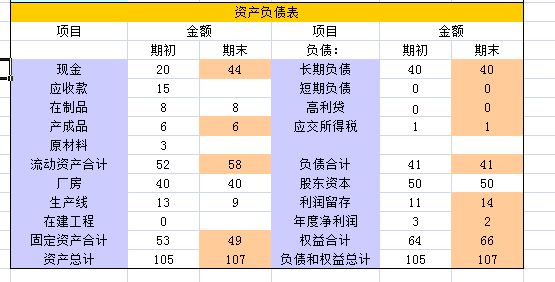 资产负债表
项目 金额 项目 金额
期初 期末 负债: 期初 期末
现金 20 44 长期负债 40 40
应收款 15 短期负债 0 0
在制品 8 8 高利贷 0 0
产成品 6 6 应交所得税 1 1
原材料 3
流动资产合计 52 58 负债合计 41 41
厂房 40 40 股东资本 50 50
生产线 13 9 利润留存 11 14
在建工程 0 年度净利润 3 2
固定资产合计 53 49 权益合计 64 66
资产总计 105 107 负债和权益总计 105 107